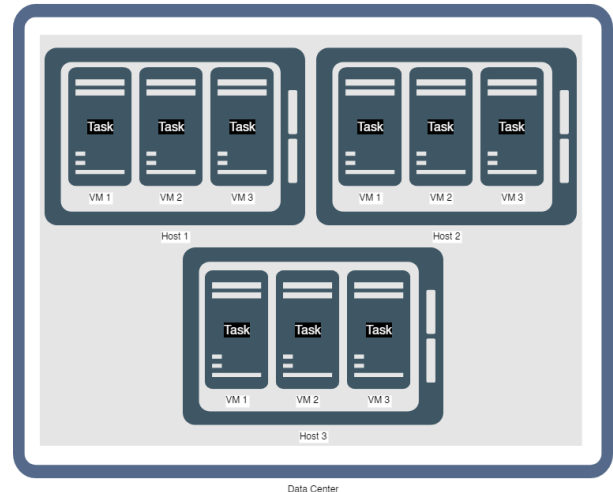 Task Task Task
VM 1 VM 2 VM 3
Host 1
Task Task Task
VM 1 VM 2 VM 3
Host 2
Task Task Task
VM 1 VM 2 VM 3
Host 3
Data Center